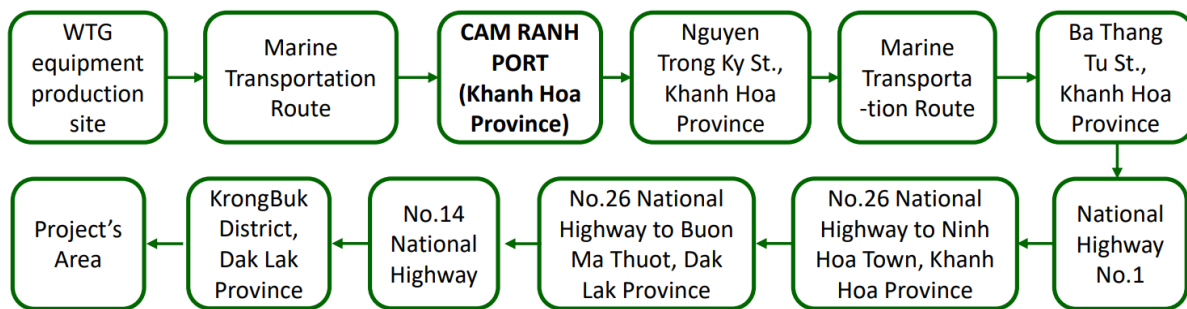 WTG
equipment
production
site
Marine
Transportation
Route
CAM RANH
PORT
(Khanh Hoa
Province)
Nguyen
Trong Ky St.,
Khanh Hoa
Province
Marine
Transporta
-tion Route
Ba Thang
Tu St.,
Khanh Hoa
Province
National
Highway
No.1
No.26 National
Highway to Ninh
Hoa Town, Khanh
Hoa Province
No.26 National
Highway to Buon
Ma Thuot, Dak
Lak Province
No.14
National
Highway
KrongBuk
District,
Dak Lak
Province
Project's
Area